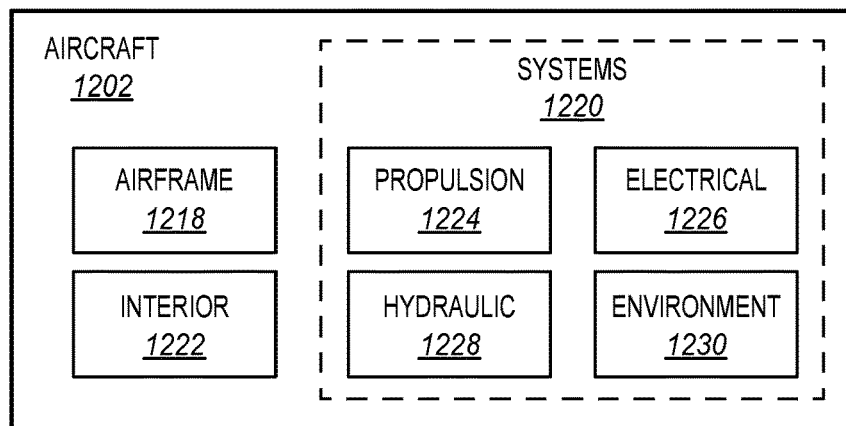 AIRCRAFT
1202
SYSTEMS
1220
AIRFRAME
1218
PROPULSION
1224
ELECTRICAL
1226
INTERIOR
1222
HYDRAULIC
1228
ENVIRONMENT
1230